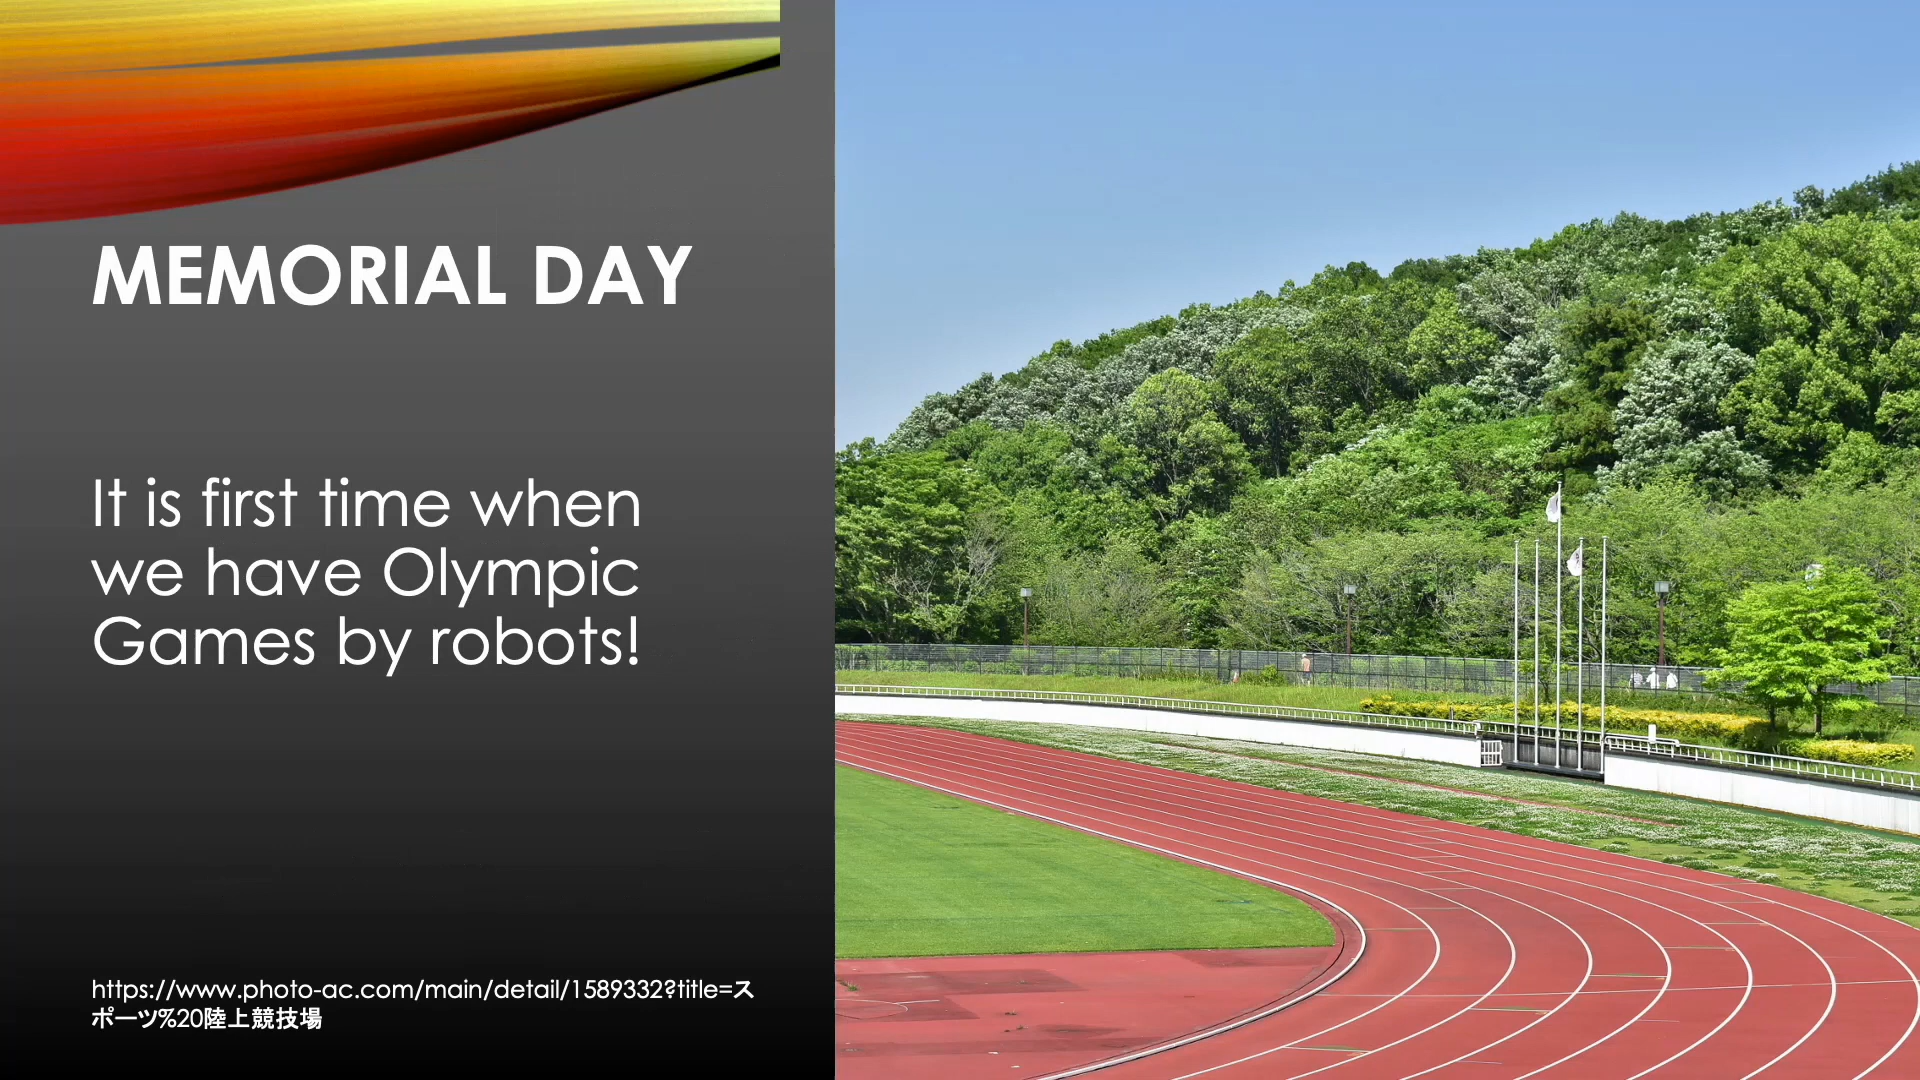 MEMORIAL DAY
It is first time when
we have Olympic
Games by robots!
https://www.photo-ac.com/main/detail/1589332?title=ス
ポーツ%20陸上競技場